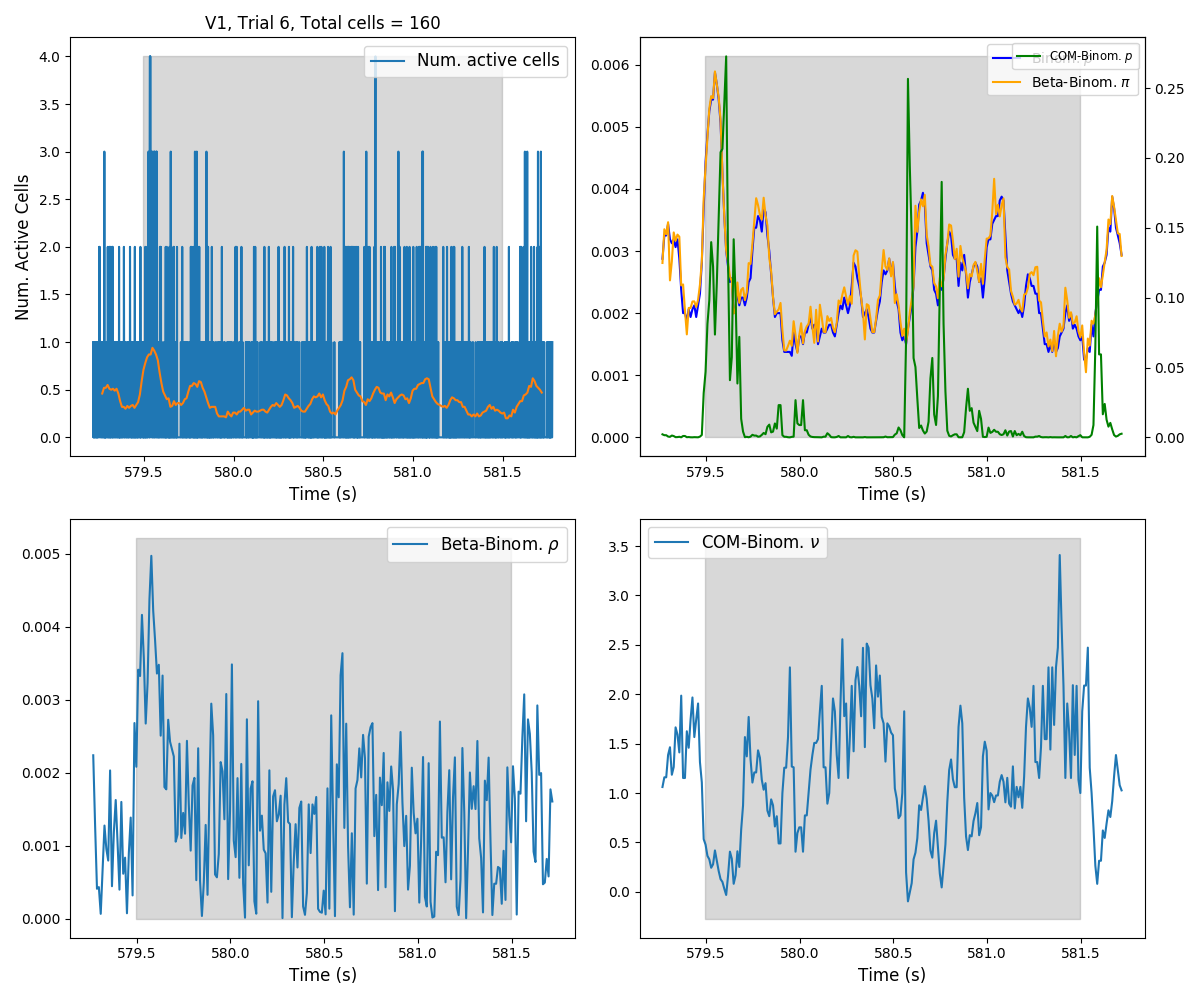 V1, Trial 6, Total cells = 160
Num. active cells
Num. Active Cells
4.0
3.5
3.0
2.5
2.0
1.5
1.0
0.5
0.0
579.5 580.0 580.5 581.0 581.5
Time (s)
COM-Binom. p
Beta-Binom. π
0.006
0.005
0.004
0.003
0.002
0.001
0.000
0.25
0.20
0.15
0.10
0.05
0.00
579.5 580.0 580.5 581.0 581.5
Time (s)
Beta-Binom. ρ
0.005
0.004
0.003
0.002
0.001
0.000
579.5 580.0 580.5 581.0 581.5
Time (s)
COM-Binom. ν
3.5
3.0
2.5
2.0
1.5
1.0
0.5
0.0
579.5 580.0 580.5 581.0 581.5
Time (s)